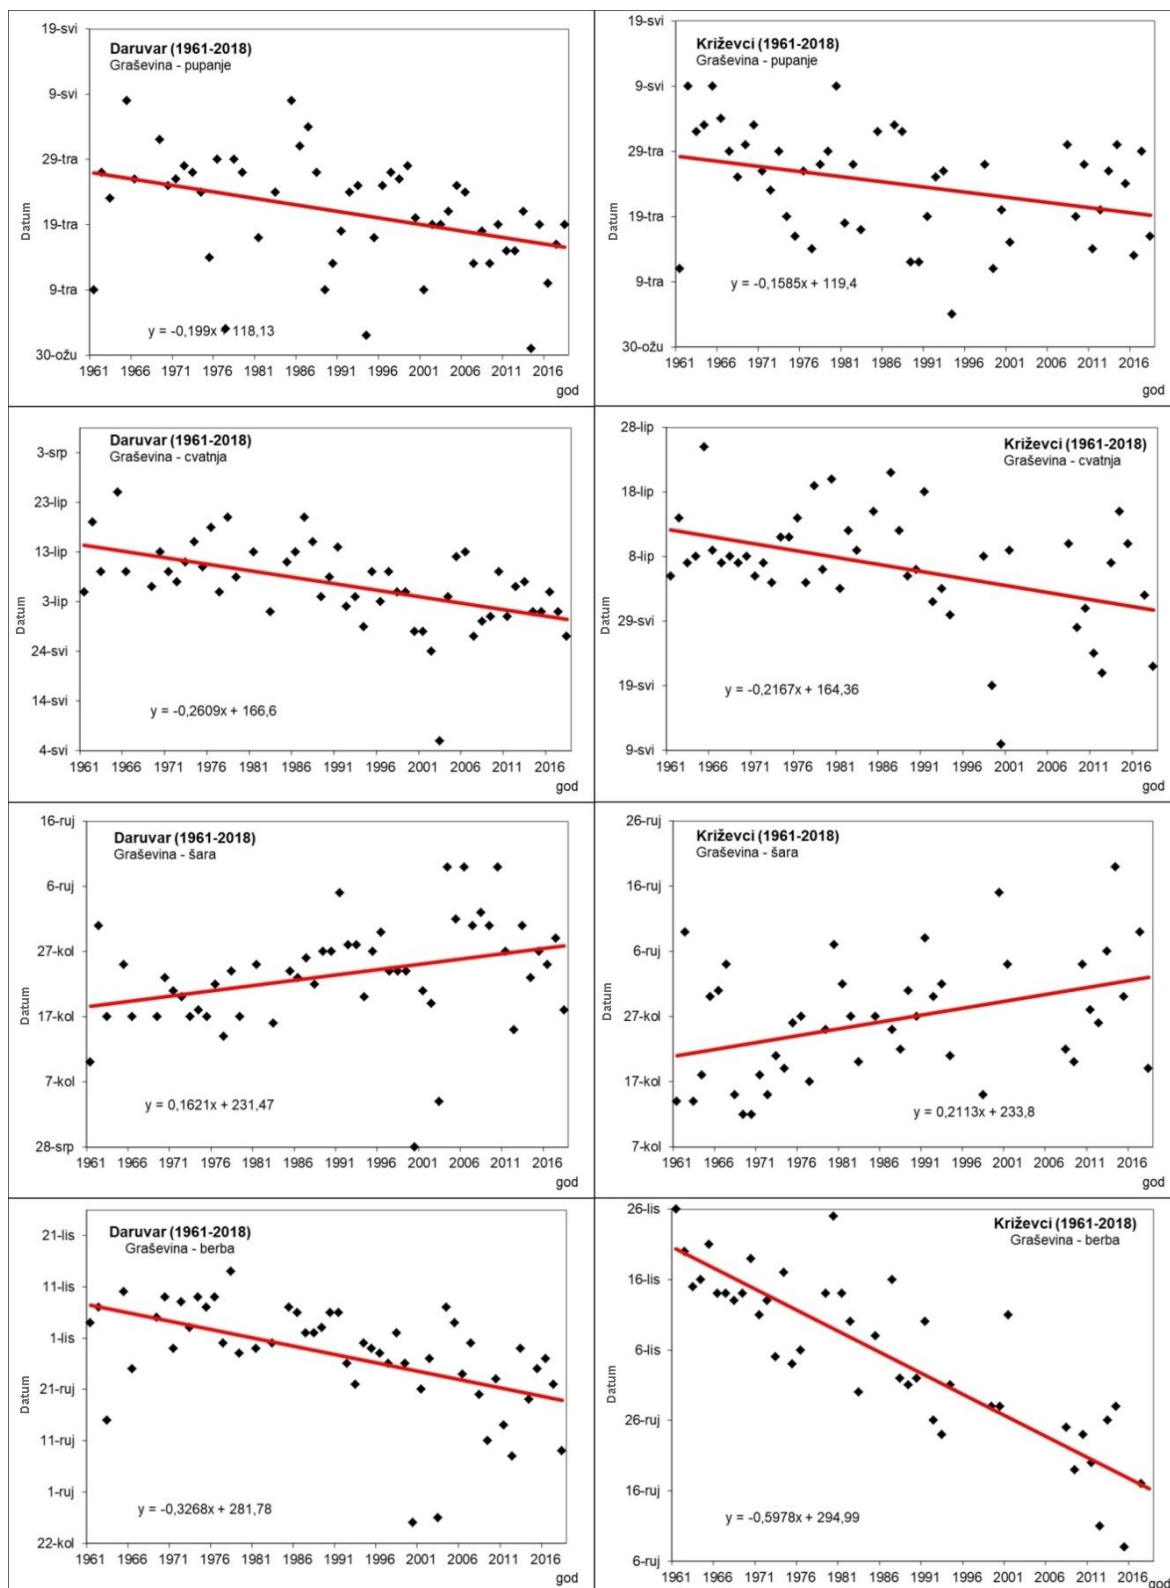 Daruvar (1961-2018)
Graševina - pupanje
19-svi
9-svi
29-tra
19-tra
9-tra
30-ožu
Datum
y = -0,199x + 118,13
1961 1966 1971 1976 1981 1986 1991 1996 2001 2006 2011 2016
god
Križevci (1961-2018)
Graševina - pupanje
19-svi
9-svi
29-tra
19-tra
9-tra
30-ožu
Datum
y = -0,1585x + 119,4
1961 1966 1971 1976 1981 1986 1991 1996 2001 2006 2011 2016
god
Daruvar (1961-2018)
Graševina - cvatnja
3-srp
23-lip
13-lip
3-lip
24-svi
14-svi
4-svi
Datum
y = -0,2609x + 166,6
1961 1966 1971 1976 1981 1986 1991 1996 2001 2006 2011 2016
god
Križevci (1961-2018)
Graševina - cvatnja
28-lip
18-lip
8-lip
29-svi
19-svi
9-svi
Datum
y = -0,2167x + 164,36
1961 1966 1971 1976 1981 1986 1991 1996 2001 2006 2011 2016
god
Daruvar (1961-2018)
Graševina - šara
16-ruj
6-ruj
27-kol
17-kol
7-kol
28-srp
Datum
y = 0,1621x + 231,47
1961 1966 1971 1976 1981 1986 1991 1996 2001 2006 2011 2016
god
Križevci (1961-2018)
Graševina - šara
26-ruj
16-ruj
6-ruj
27-kol
17-kol
7-kol
Datum
y = 0,2113x + 233,8
1961 1966 1971 1976 1981 1986 1991 1996 2001 2006 2011 2016
god
Daruvar (1961-2018)
Graševina - berba
21-lis
11-lis
1-lis
21-ruj
11-ruj
1-ruj
22-kol
Datum
y = -0,3268x + 281,78
1961 1966 1971 1976 1981 1986 1991 1996 2001 2006 2011 2016
god
Križevci (1961-2018)
Graševina - berba
26-lis
16-lis
6-lis
26-ruj
16-ruj
6-ruj
Datum
y = -0,5978x + 294,99
1961 1966 1971 1976 1981 1986 1991 1996 2001 2006 2011 2016
god